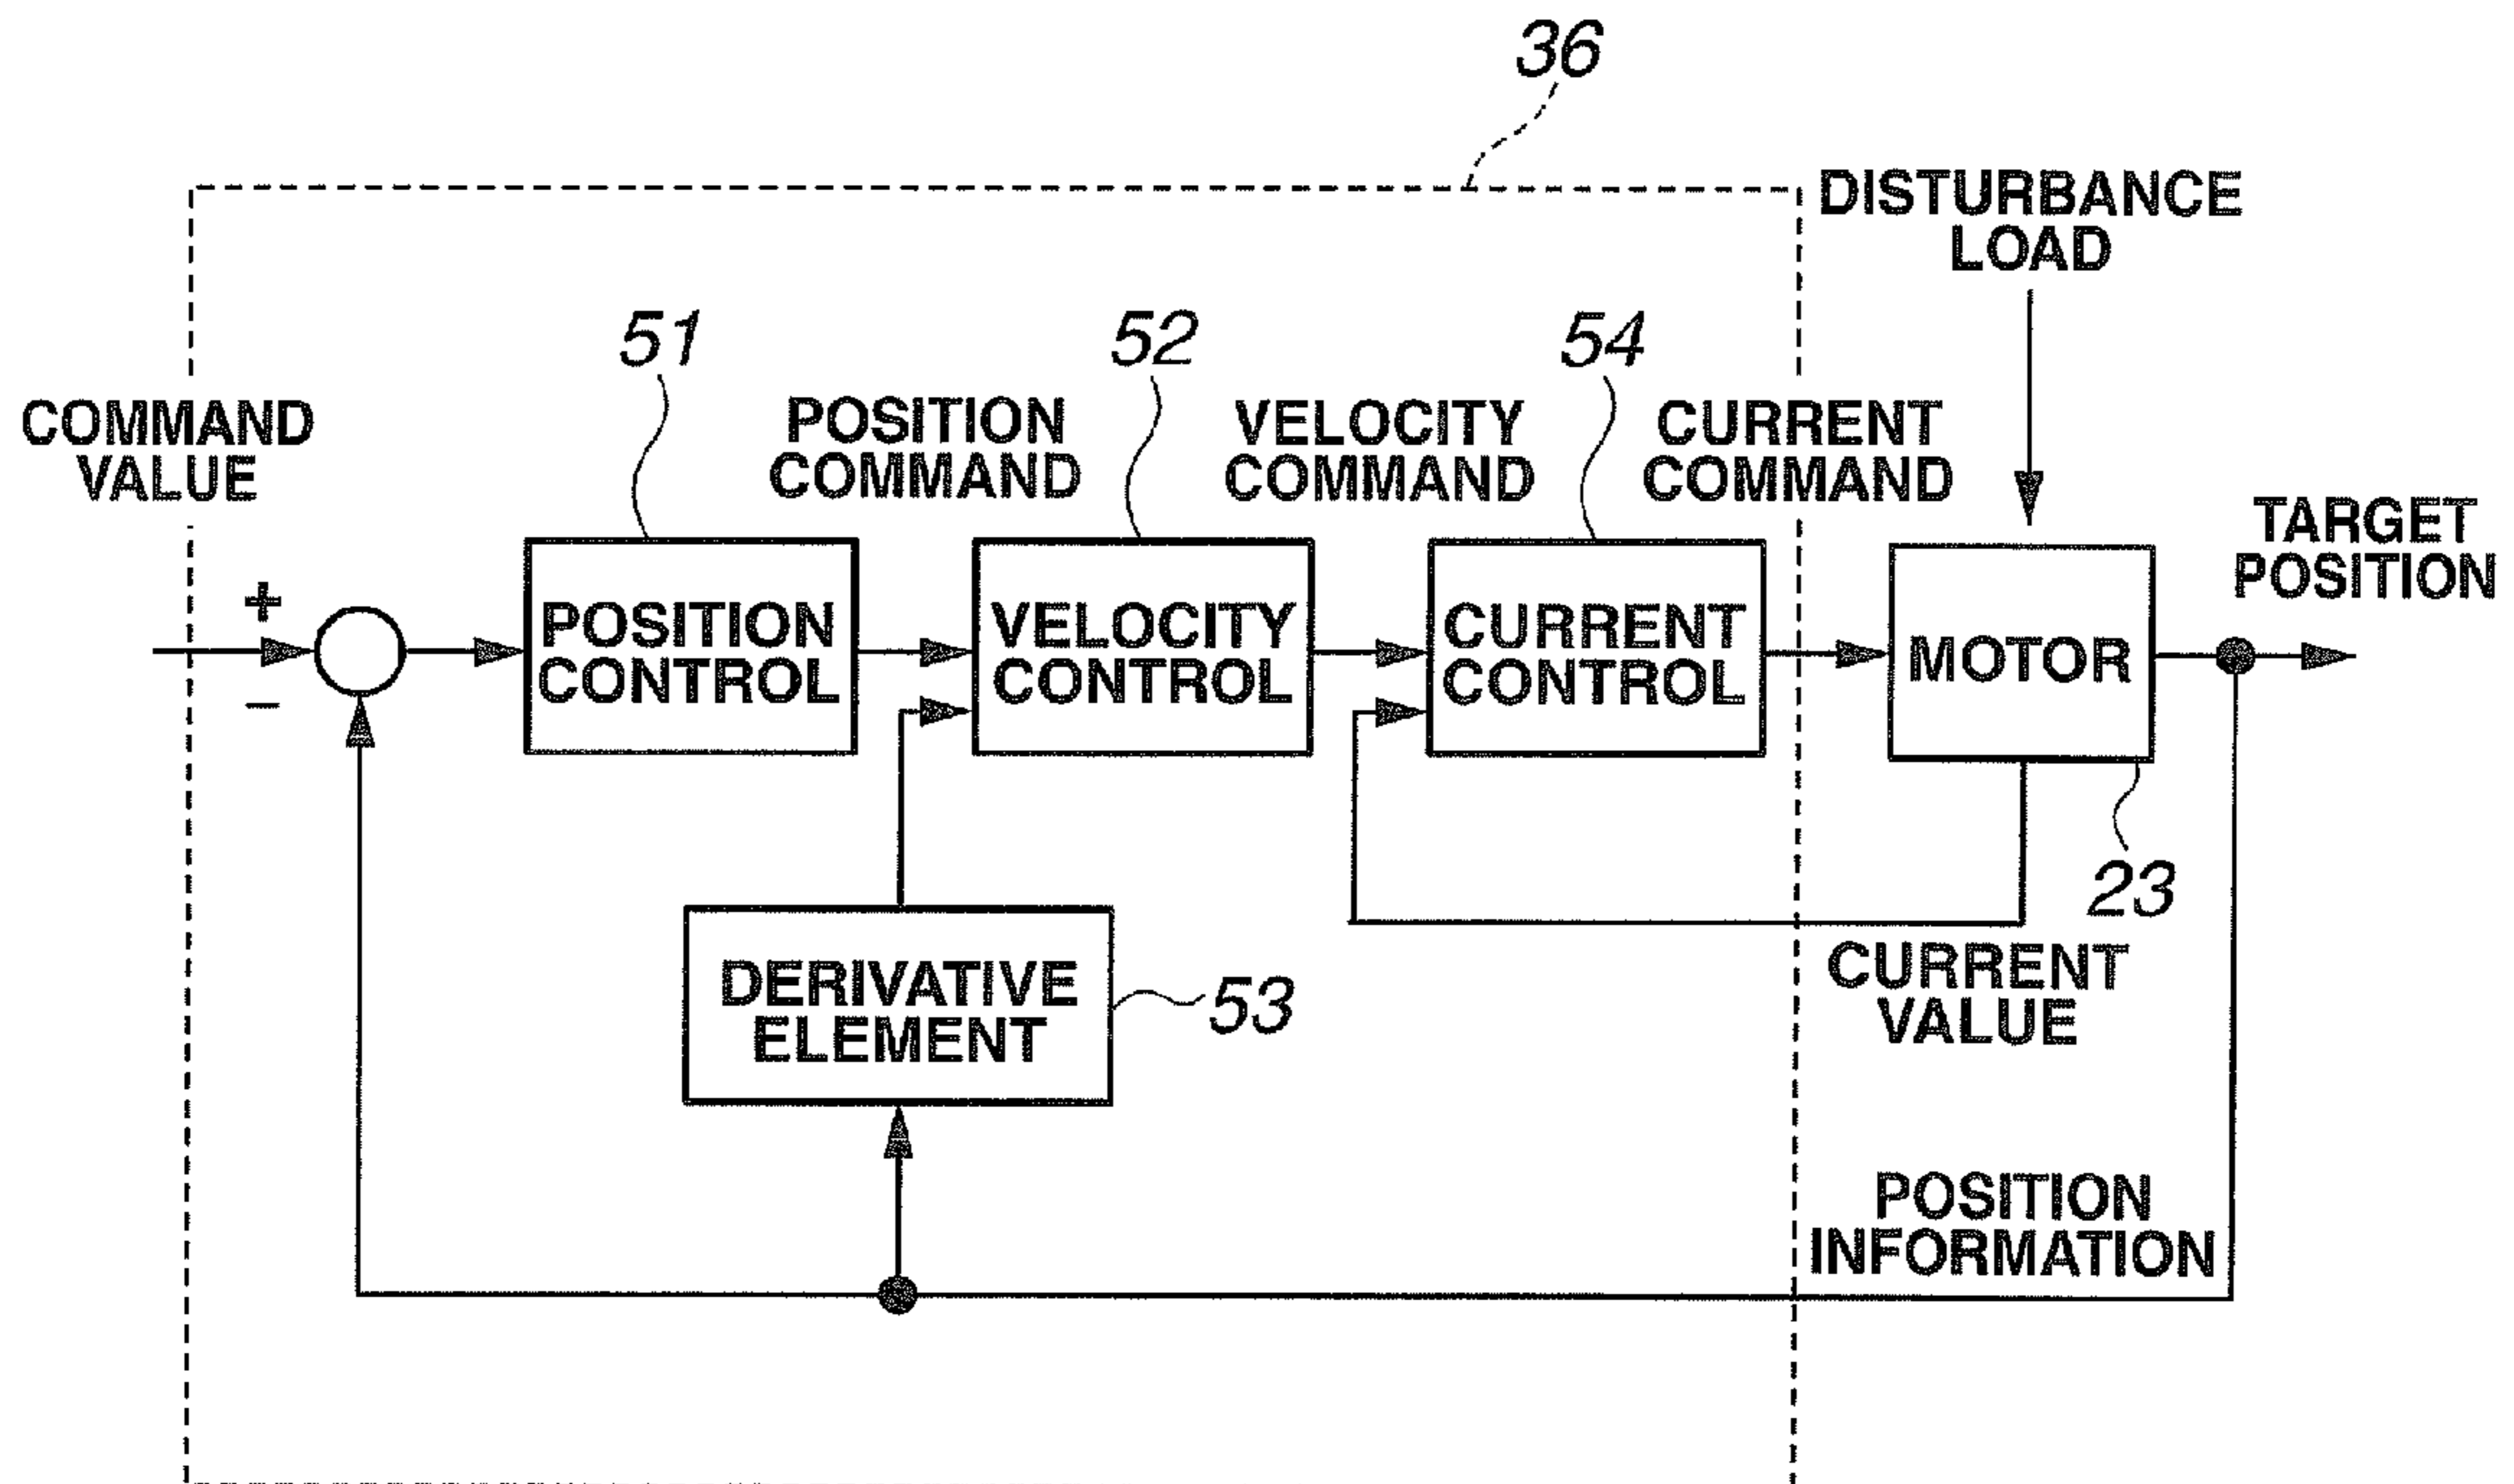 36
DISTURBANCE
LOAD
51
52
54
COMMAND
VALUE
POSITION
COMMAND
VELOCITY
COMMAND
CURRENT
COMMAND
TARGET
POSITION
+
−
POSITION
CONTROL
VELOCITY
CONTROL
CURRENT
CONTROL
MOTOR
23
DERIVATIVE
ELEMENT
53
CURRENT
VALUE
POSITION
INFORMATION